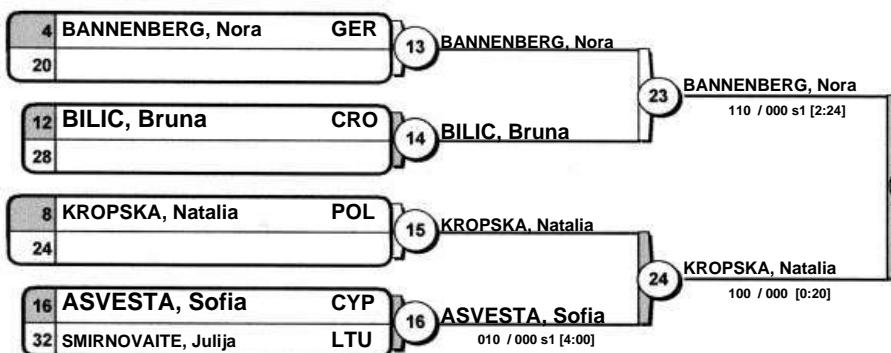 4 BANNENBERG, Nora GER
20
13
BANNENBERG, Nora
12 BILIC, Bruna CRO
28
14
BILIC, Bruna
23
BANNENBERG, Nora
110 / 000 s1 [2:24]
8 KROPSKA, Natalia POL
24
15
KROPSKA, Natalia
16 ASVESTA, Sofia CYP
32 SMIRNOVAITE, Julija LTU
16
ASVESTA, Sofia
010 / 000 s1 [4:00]
24
KROPSKA, Natalia
100 / 000 [0:20]